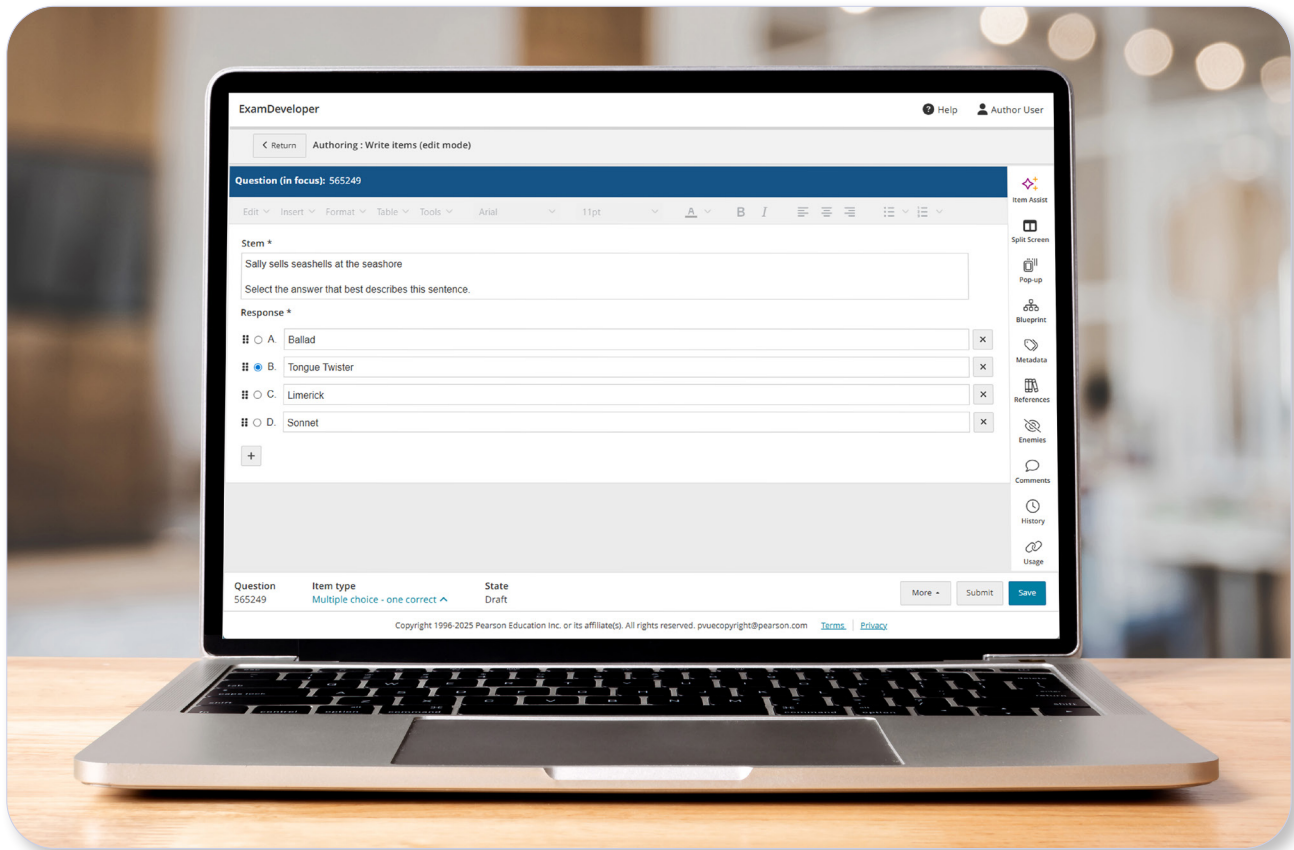 ExamDeveloper
Help
Author User
Return
Authoring : Write items (edit mode)
Question (in focus): 565249
Item Assist
Edit Insert Format Table Tools Arial 11pt A B I
Split Screen
Stem *
Sally sells seashells at the seashore
Select the answer that best describes this sentence.
Pop-up
Response *
Blueprint
A. Ballad
Metadata
B. Tongue Twister
References
C. Limerick
D. Sonnet
Enemies
Comments
History
Usage
Question Item type State
565249 Multiple choice - one correct Draft
More Submit Save
Copyright 1996-2025 Pearson Education Inc. or its affiliate(s). All rights reserved. pvuecopyright@pearson.com Terms Privacy